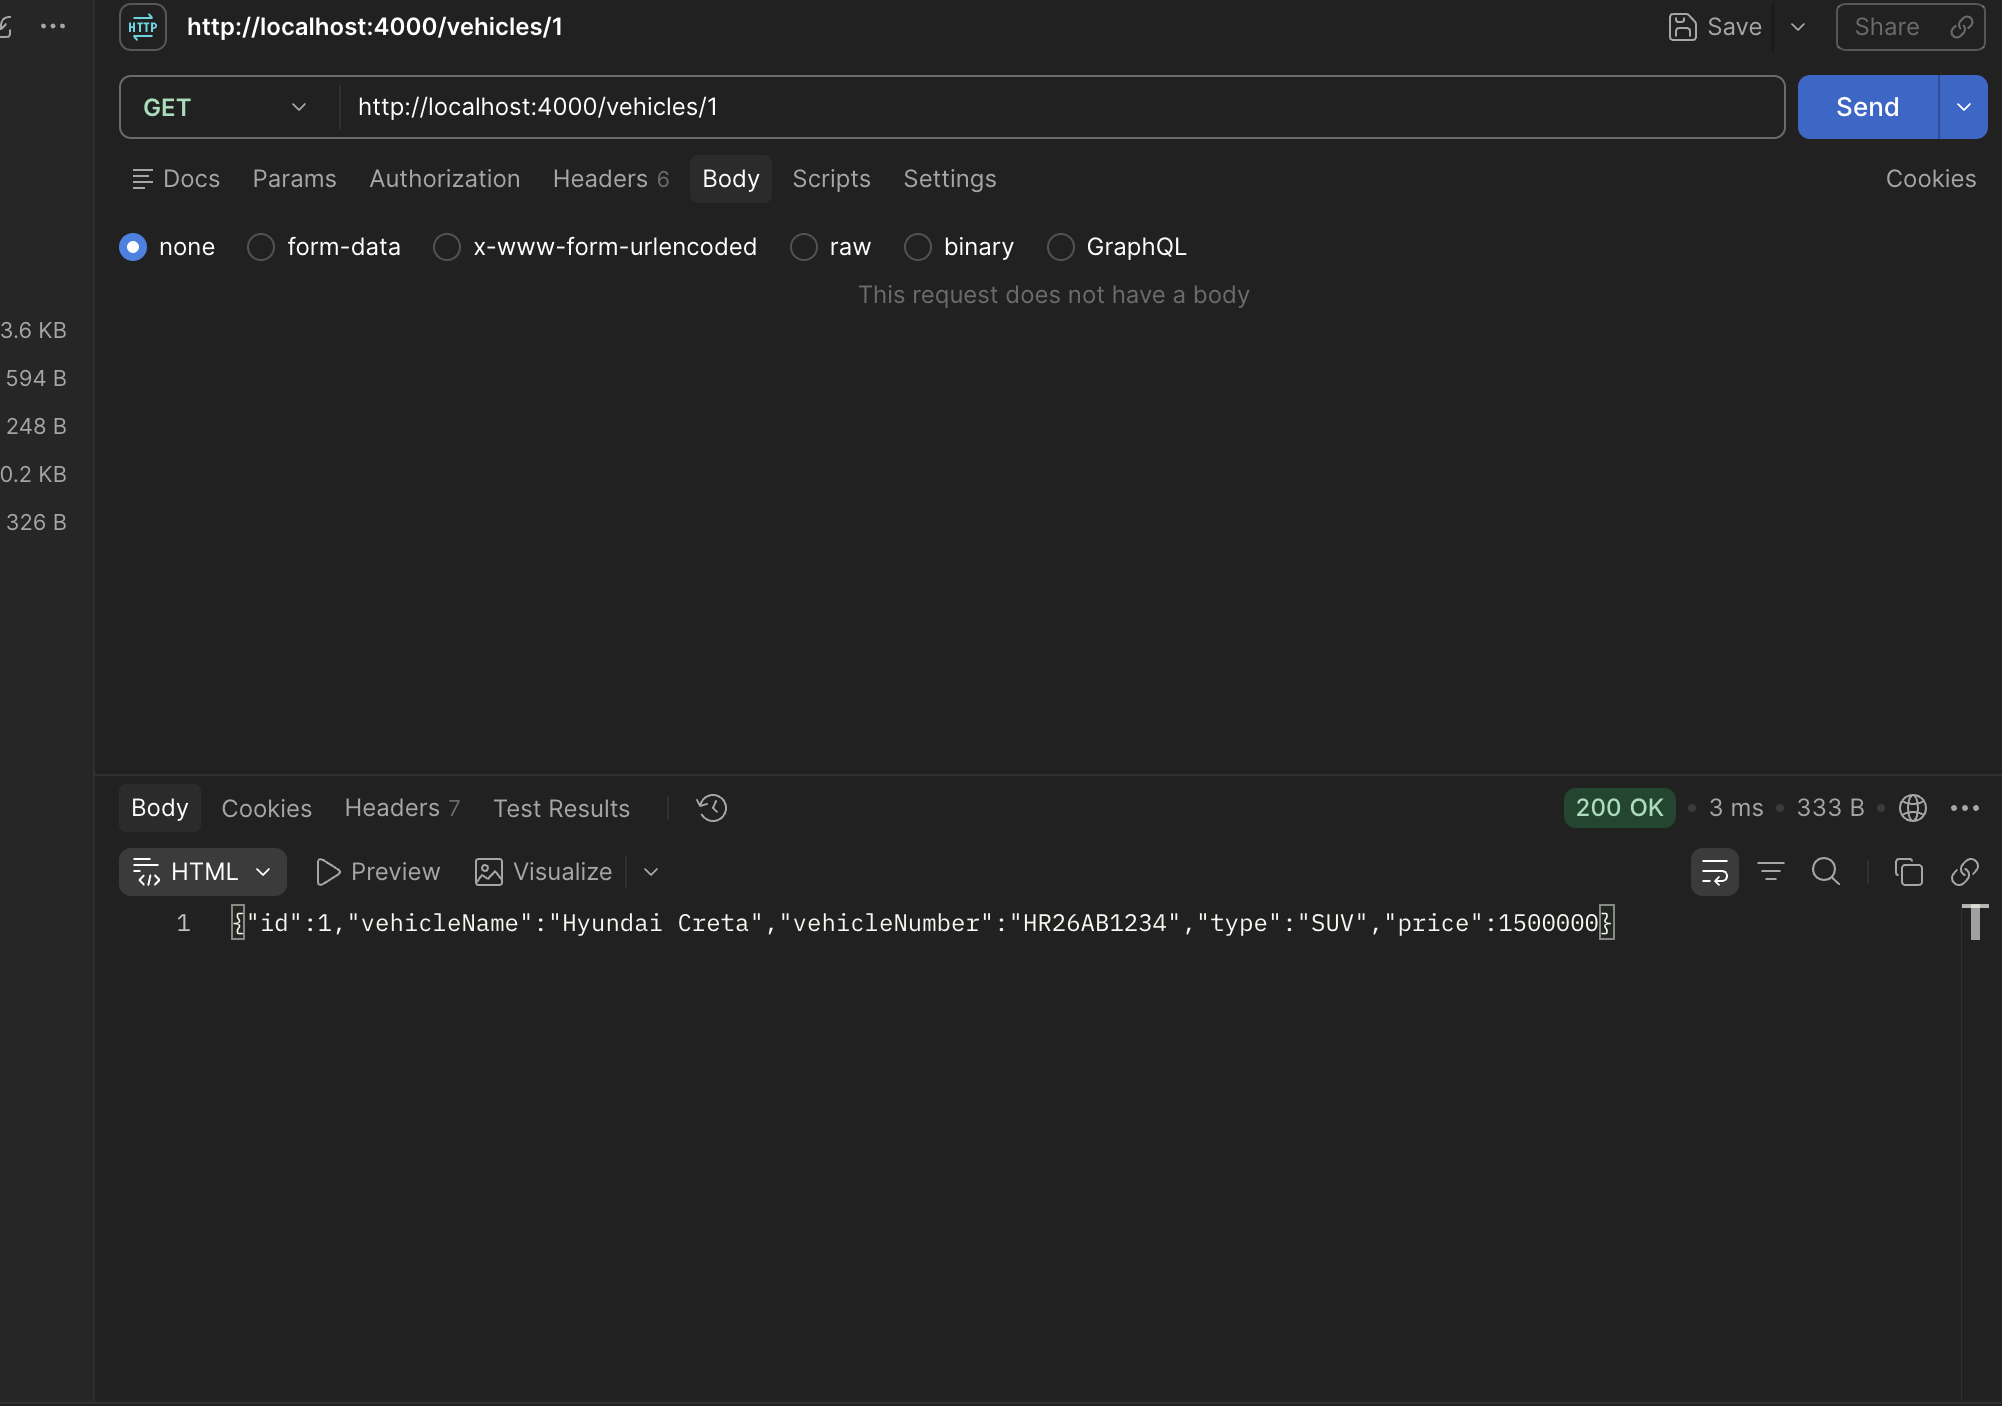 HTTP http://localhost:4000/vehicles/1 Save Share
GET http://localhost:4000/vehicles/1 Send
Docs Params Authorization Headers 6 Body Scripts Settings Cookies
none form-data x-www-form-urlencoded raw binary GraphQL
This request does not have a body
3.6 KB
594 B
248 B
0.2 KB
326 B
Body Cookies Headers 7 Test Results 200 OK • 3 ms • 333 B •
HTML Preview Visualize
1 {"id":1,"vehicleName":"Hyundai Creta","vehicleNumber":"HR26AB1234","type":"SUV","price":1500000}